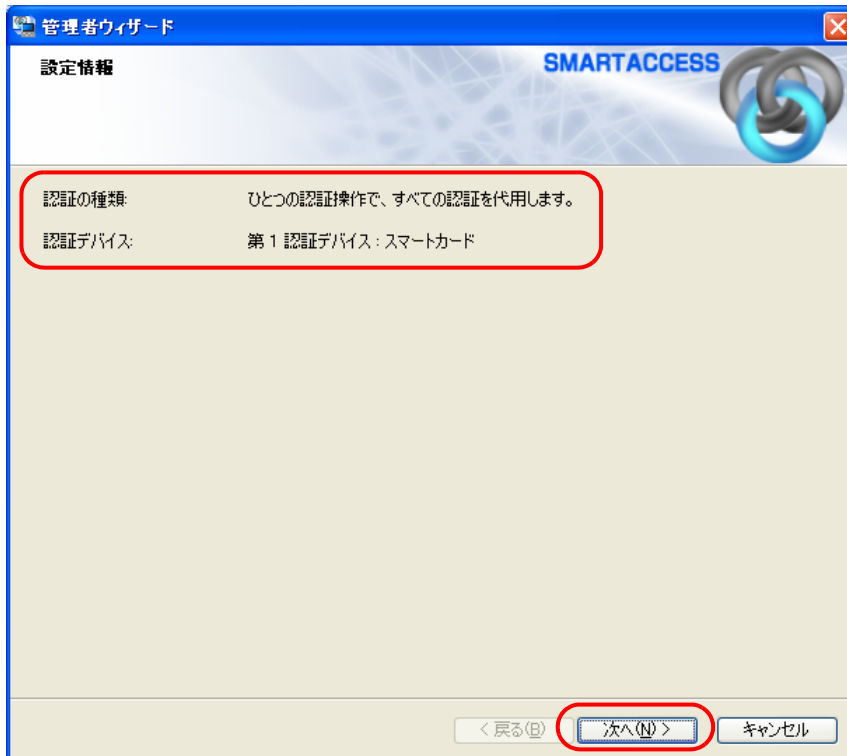 管理者ウィザード
設定情報
SMARTACCESS
認証の種類: ひとつの認証操作で、すべての認証を代用します。
認証デバイス: 第1認証デバイス:スマートカード
< 戻る(B) 次へ(N) > キャンセル